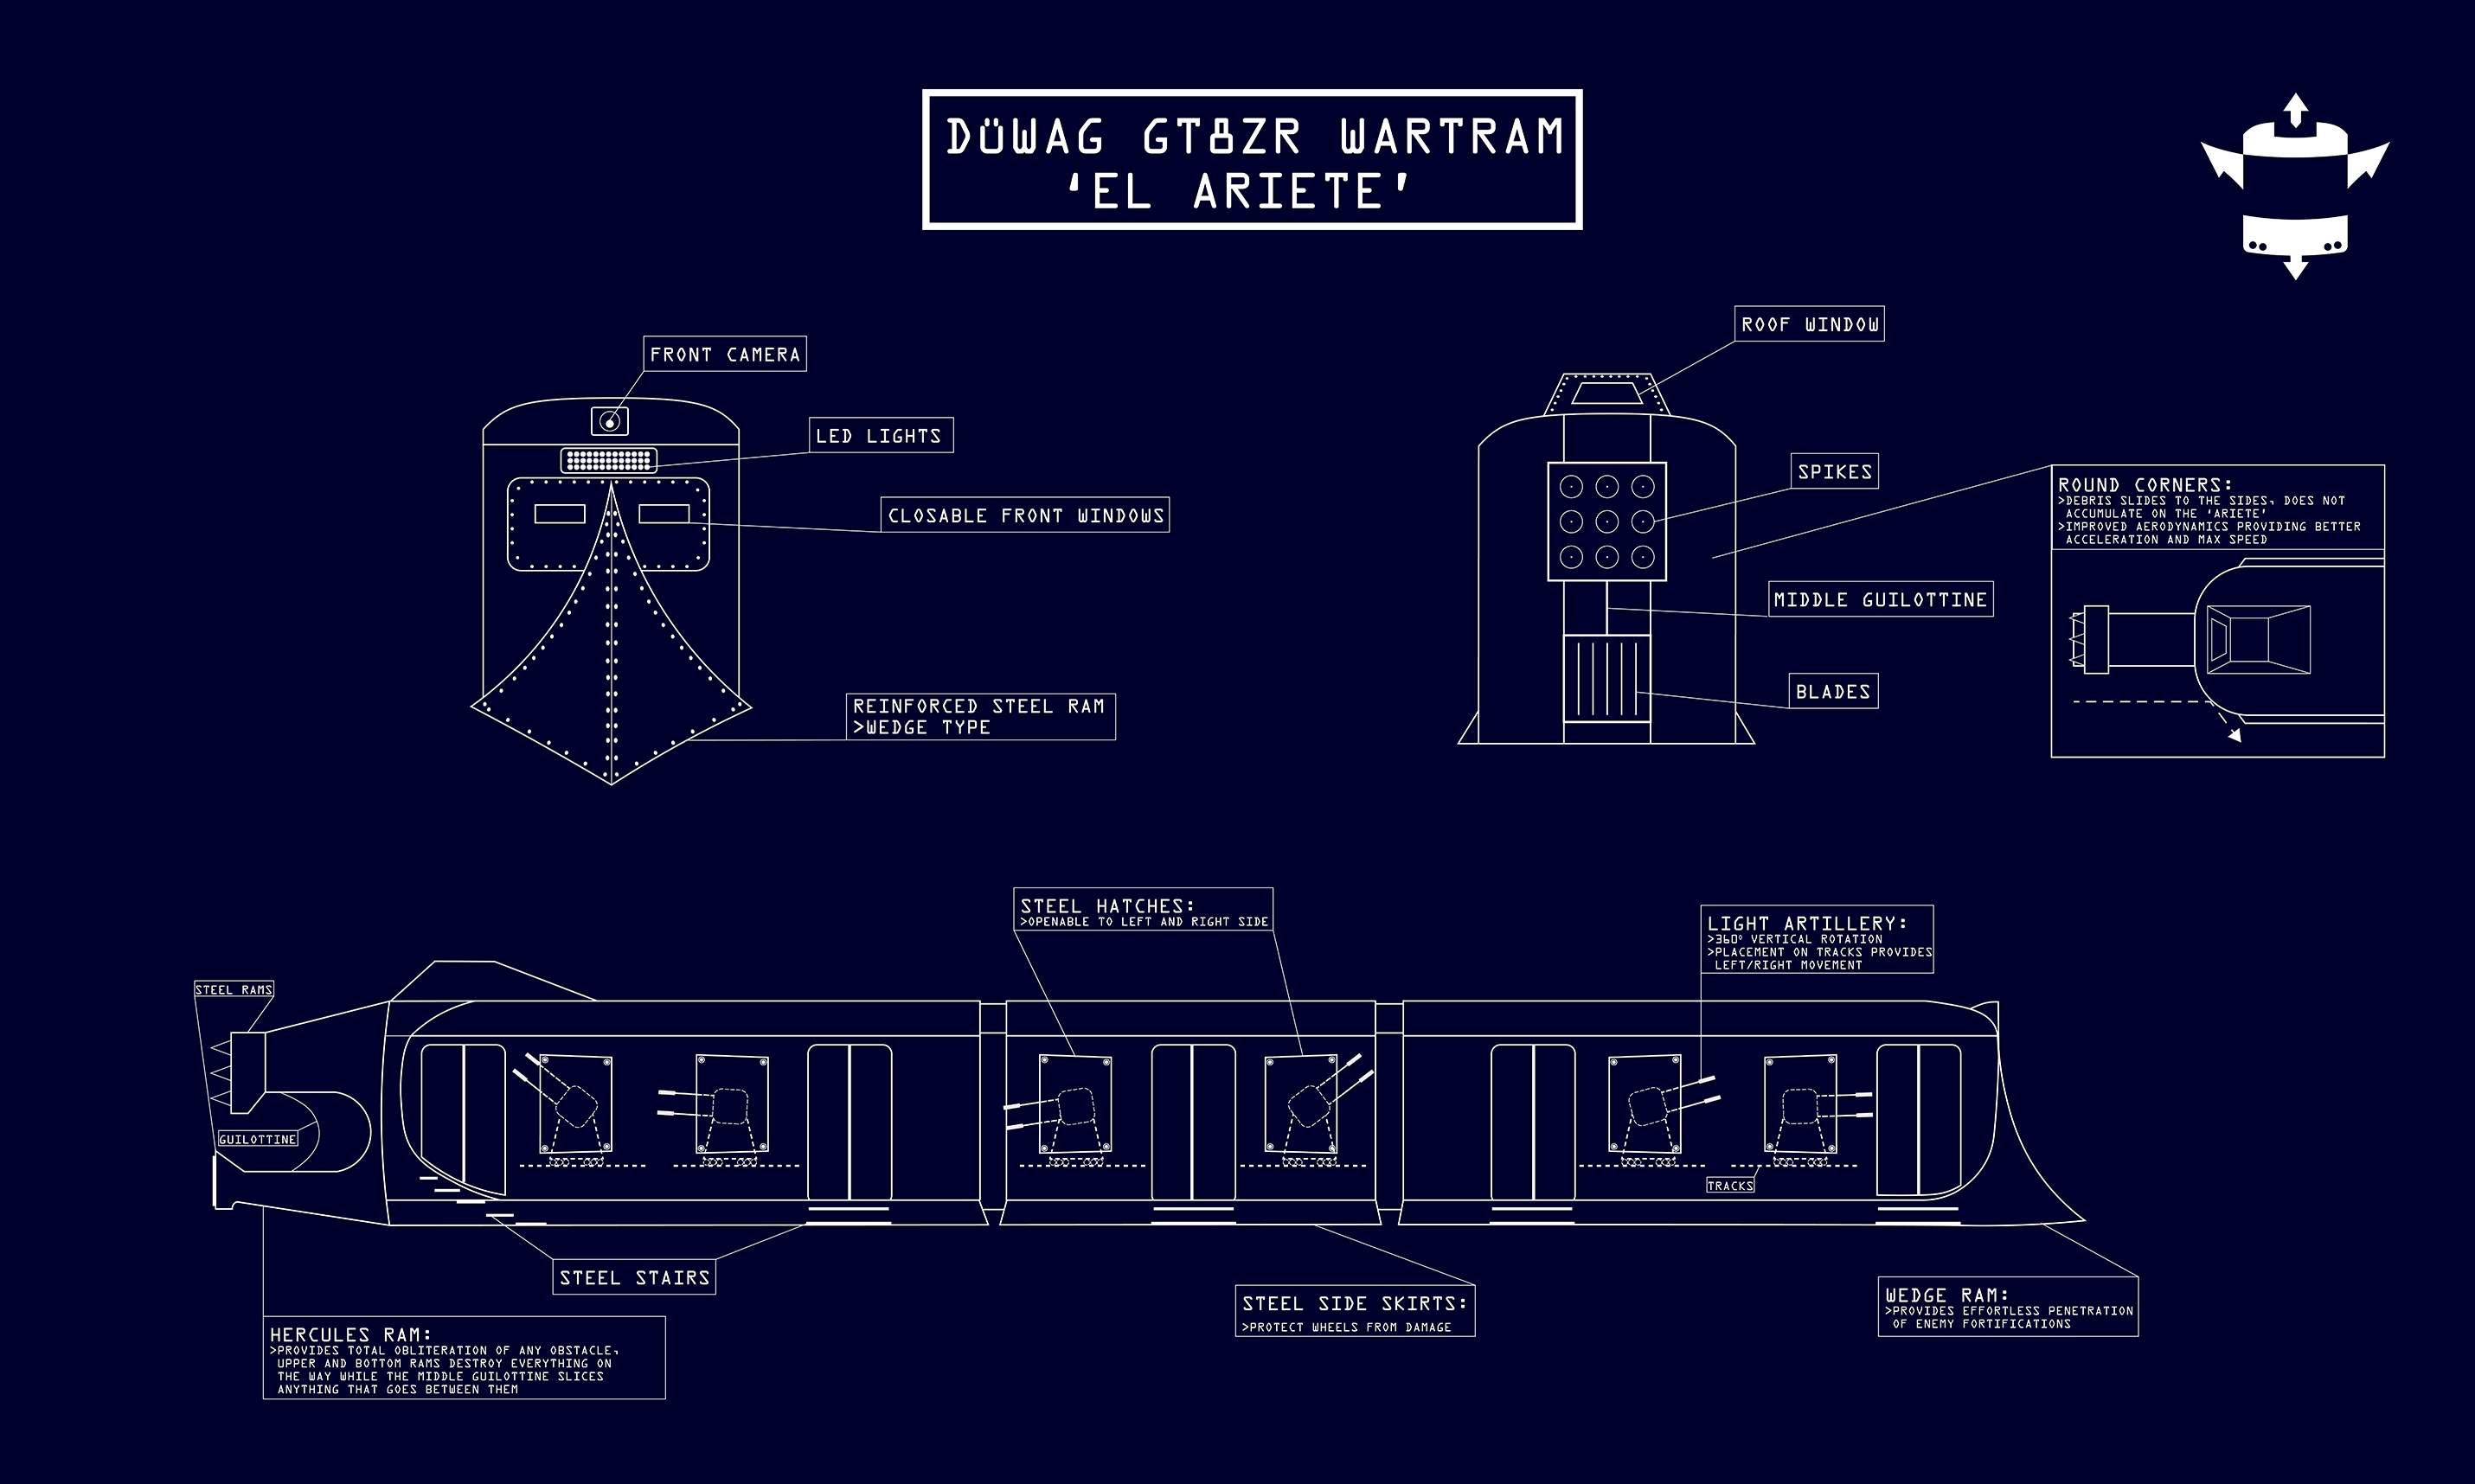 DÜWAG GT8ZR WARTRAM
'EL ARIETE'
ROOF WINDOW
FRONT CAMERA
LED LIGHTS
SPIKES
ROUND CORNERS:
>DEBRIS SLIDES TO THE SIDES, DOES NOT
ACCUMULATE ON THE 'ARIETE'
>IMPROVED AERODYNAMICS PROVIDING BETTER
ACCELERATION AND MAX SPEED
CLOSABLE FRONT WINDOWS
MIDDLE GUILOTTINE
BLADES
REINFORCED STEEL RAM
>WEDGE TYPE
STEEL HATCHES:
>OPENABLE TO LEFT AND RIGHT SIDE
LIGHT ARTILLERY:
>360° VERTICAL ROTATION
>PLACEMENT ON TRACKS PROVIDES
LEFT/RIGHT MOVEMENT
STEEL RAMS
GUILOTTINE
TRACKS
STEEL STAIRS
STEEL SIDE SKIRTS:
>PROTECT WHEELS FROM DAMAGE
WEDGE RAM:
>PROVIDES EFFORTLESS PENETRATION
OF ENEMY FORTIFICATIONS
HERCULES RAM:
>PROVIDES TOTAL OBLITERATION OF ANY OBSTACLE,
UPPER AND BOTTOM RAMS DESTROY EVERYTHING ON
THE WAY WHILE THE MIDDLE GUILOTTINE SLICES
ANYTHING THAT GOES BETWEEN THEM